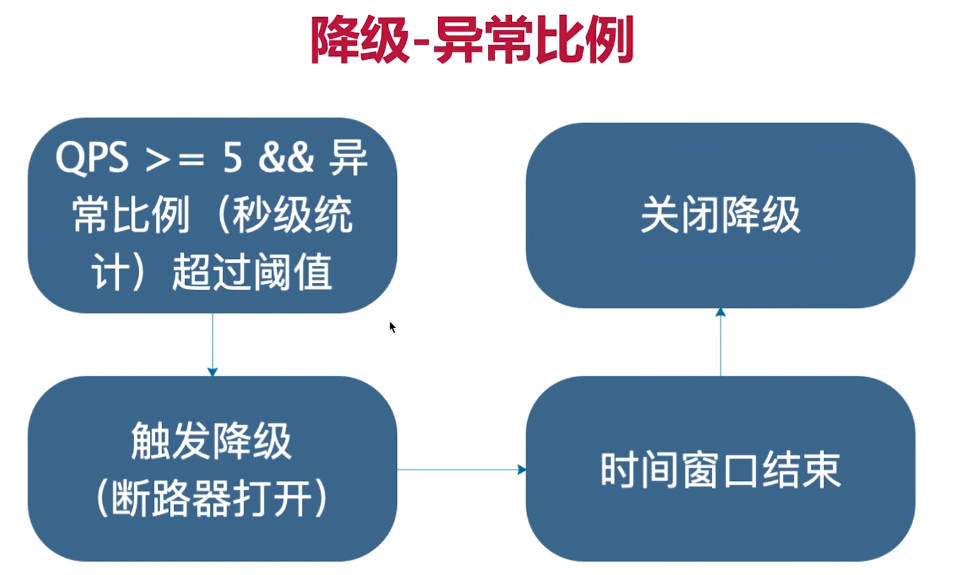 降级-异常比例
QPS >= 5 && 异
常比例（秒级统
计）超过阈值
关闭降级
触发降级
（断路器打开）
时间窗口结束